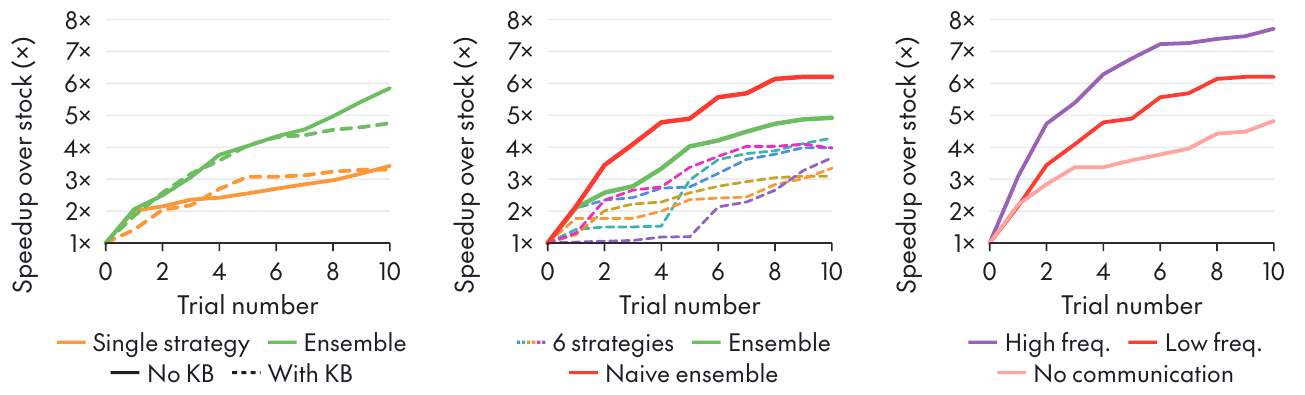 Speedup over stock (×)
8×
7×
6×
5×
4×
3×
2×
1×
0 2 4 6 8 10
Trial number
Single strategy Ensemble
No KB With KB
Speedup over stock (×)
8×
7×
6×
5×
4×
3×
2×
1×
0 2 4 6 8 10
Trial number
6 strategies Ensemble
Naive ensemble
Speedup over stock (×)
8×
7×
6×
5×
4×
3×
2×
1×
0 2 4 6 8 10
Trial number
High freq. Low freq.
No communication